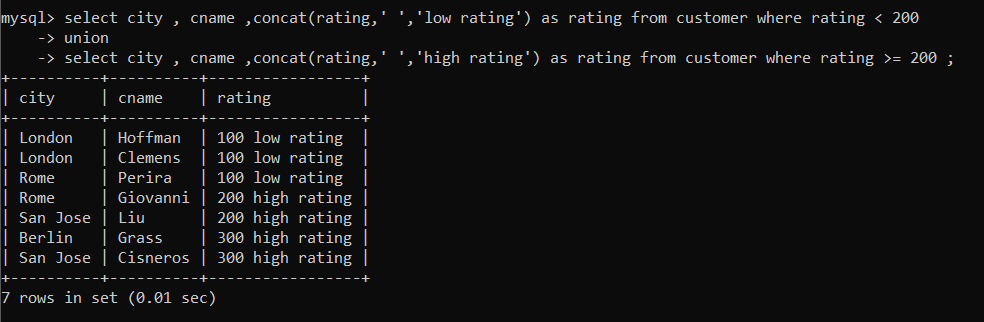 mysql> select city , cname ,concat(rating,' ','low rating') as rating from customer where rating < 200
    -> union
    -> select city , cname ,concat(rating,' ','high rating') as rating from customer where rating >= 200 ;
+----------+----------+-----------------+
| city     | cname    | rating          |
+----------+----------+-----------------+
| London   | Hoffman  | 100 low rating  |
| London   | Clemens  | 100 low rating  |
| Rome     | Perira   | 100 low rating  |
| Rome     | Giovanni | 200 high rating |
| San Jose | Liu      | 200 high rating |
| Berlin   | Grass    | 300 high rating |
| San Jose | Cisneros | 300 high rating |
+----------+----------+-----------------+
7 rows in set (0.01 sec)